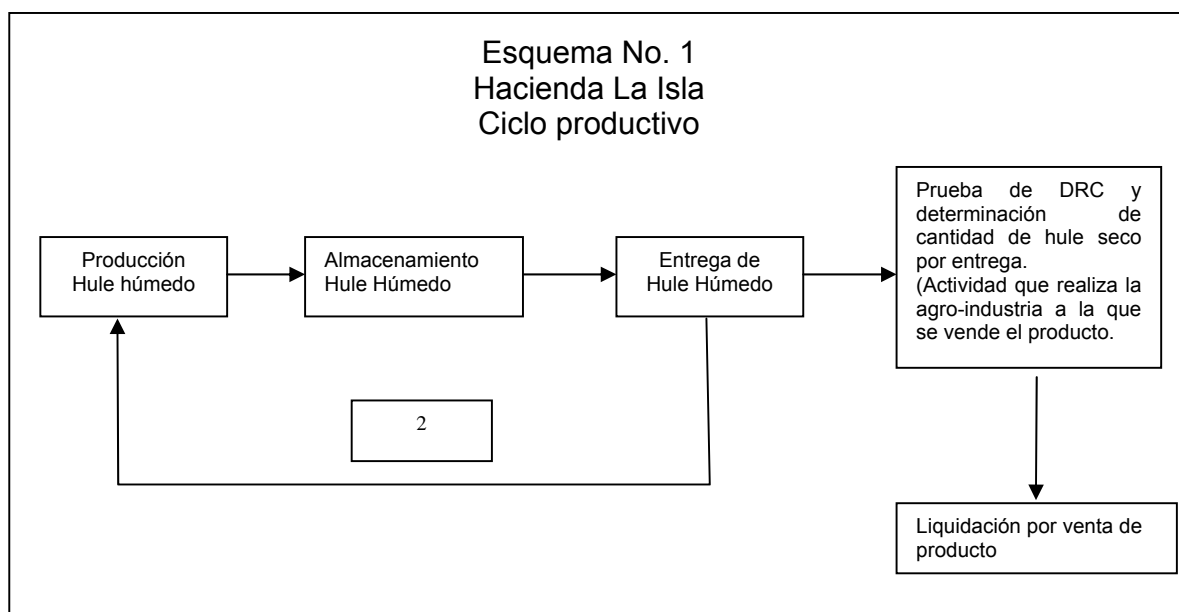 Esquema No. 1
Hacienda La Isla
Ciclo productivo
Producción
Hule húmedo
Almacenamiento
Hule Húmedo
Entrega de
Hule Húmedo
Prueba de DRC y
determinación de
cantidad de hule seco
por entrega.
(Actividad que realiza la
agro-industria a la que
se vende el producto.
2
Liquidación por venta de
producto